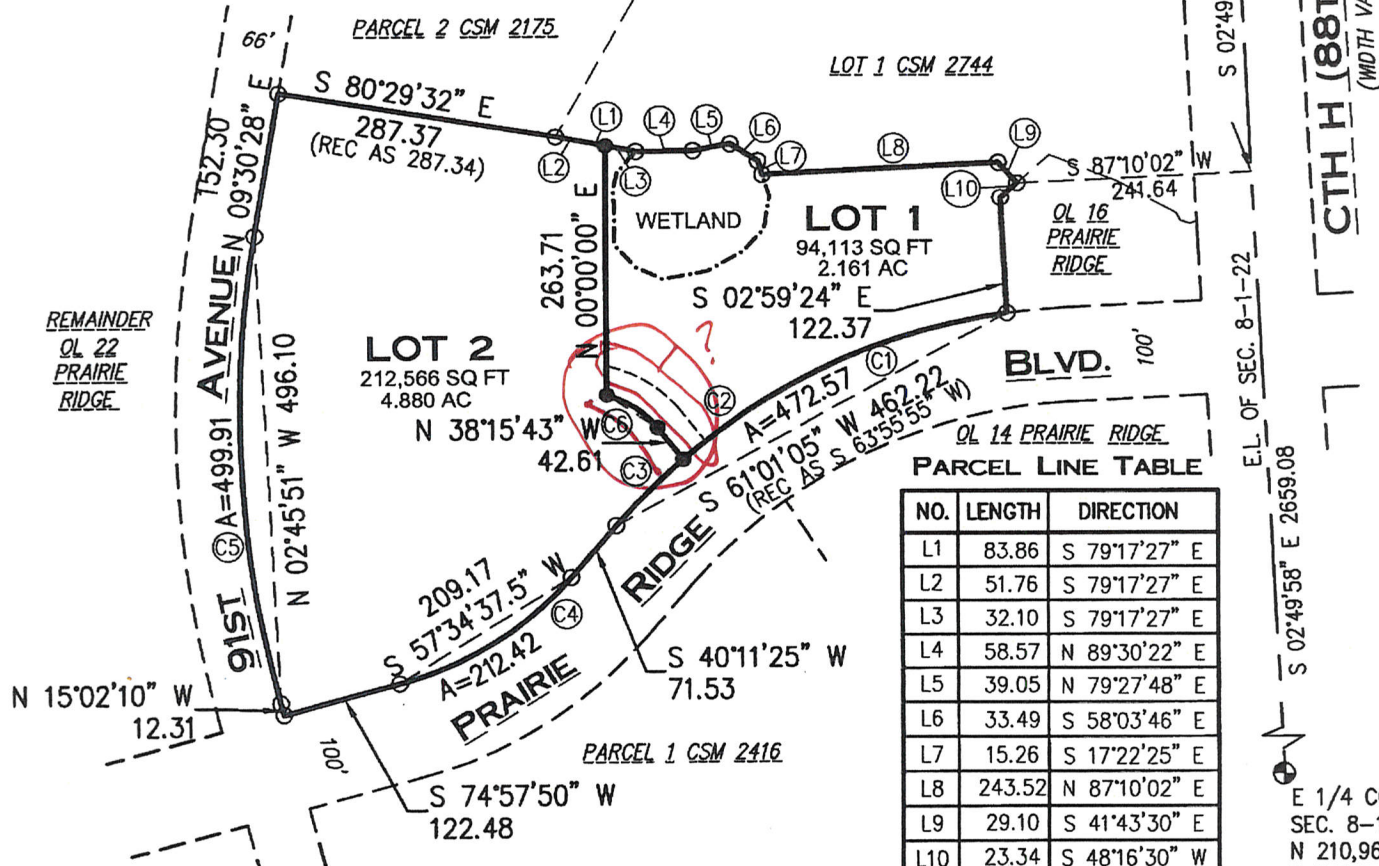 PARCEL 2 CSM 2175
66'
S 80°29'32" E
287.37
(REC AS 287.34)
LOT 1 CSM 2744
S 02°49
CTH H (88T
(WIDTH VA
152.30
N 09°30'28" E
L1
L2
L3
L4
L5
L6
L7
L8
L9
L10
S 87°10'02" W
241.64
OL 16
PRAIRIE
RIDGE
WETLAND
LOT 1
94,113 SQ FT
2.161 AC
S 02°59'24" E
122.37
263.71
N 00°00'00" E
REMAINDER
OL 22
PRAIRIE
RIDGE
91ST AVENUE
LOT 2
212,566 SQ FT
4.880 AC
?
C1
C2
C3
C4
C5
C6
A=499.91
N 02°45'51" W 496.10
N 38°15'43" W
42.61
A=472.57
S 61°01'05" W 462.22
(REC AS S 63°55'55" W)
PRAIRIE RIDGE BLVD.
100'
OL 14 PRAIRIE RIDGE
E.L. OF SEC. 8-1-22
S 02°49'58" E 2659.08
209.17
S 57°34'37.5" W
A=212.42
S 40°11'25" W
71.53
N 15°02'10" W
12.31
100'
S 74°57'50" W
122.48
PARCEL 1 CSM 2416
PARCEL LINE TABLE
NO. LENGTH DIRECTION
L1 83.86 S 79°17'27" E
L2 51.76 S 79°17'27" E
L3 32.10 S 79°17'27" E
L4 58.57 N 89°30'22" E
L5 39.05 N 79°27'48" E
L6 33.49 S 58°03'46" E
L7 15.26 S 17°22'25" E
L8 243.52 N 87°10'02" E
L9 29.10 S 41°43'30" E
L10 23.34 S 48°16'30" W
E 1/4 C
SEC. 8-1
N 210,96